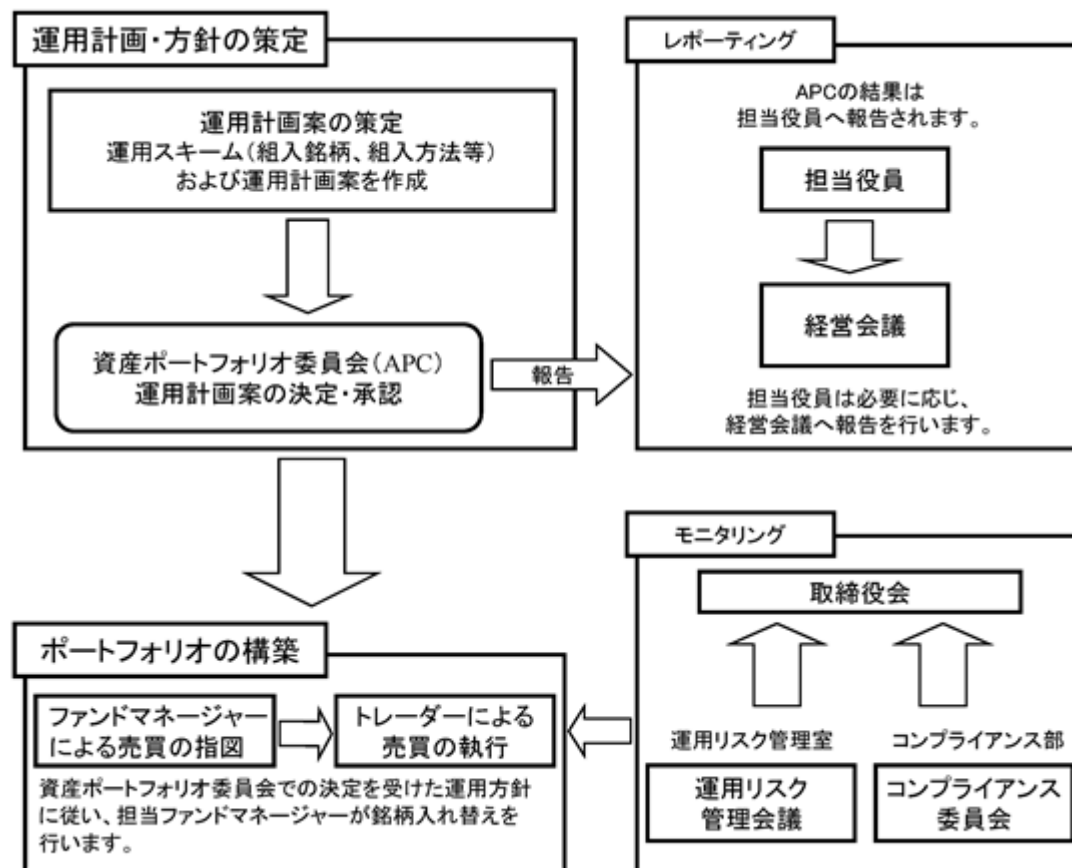 運用計画・方針の策定
運用計画案の策定
運用スキーム(組入銘柄、組入方法等)
および運用計画案を作成
資産ポートフォリオ委員会(APC)
運用計画案の決定・承認
報告
レポーティング
APCの結果は
担当役員へ報告されます。
担当役員
経営会議
担当役員は必要に応じ、
経営会議へ報告を行います。
ポートフォリオの構築
ファンドマネージャー
による売買の指図
トレーダーによる
売買の執行
資産ポートフォリオ委員会での決定を受けた運用方針
に従い、担当ファンドマネージャーが銘柄入れ替えを
行います。
モニタリング
取締役会
運用リスク管理室
コンプライアンス部
運用リスク
管理会議
コンプライアンス
委員会